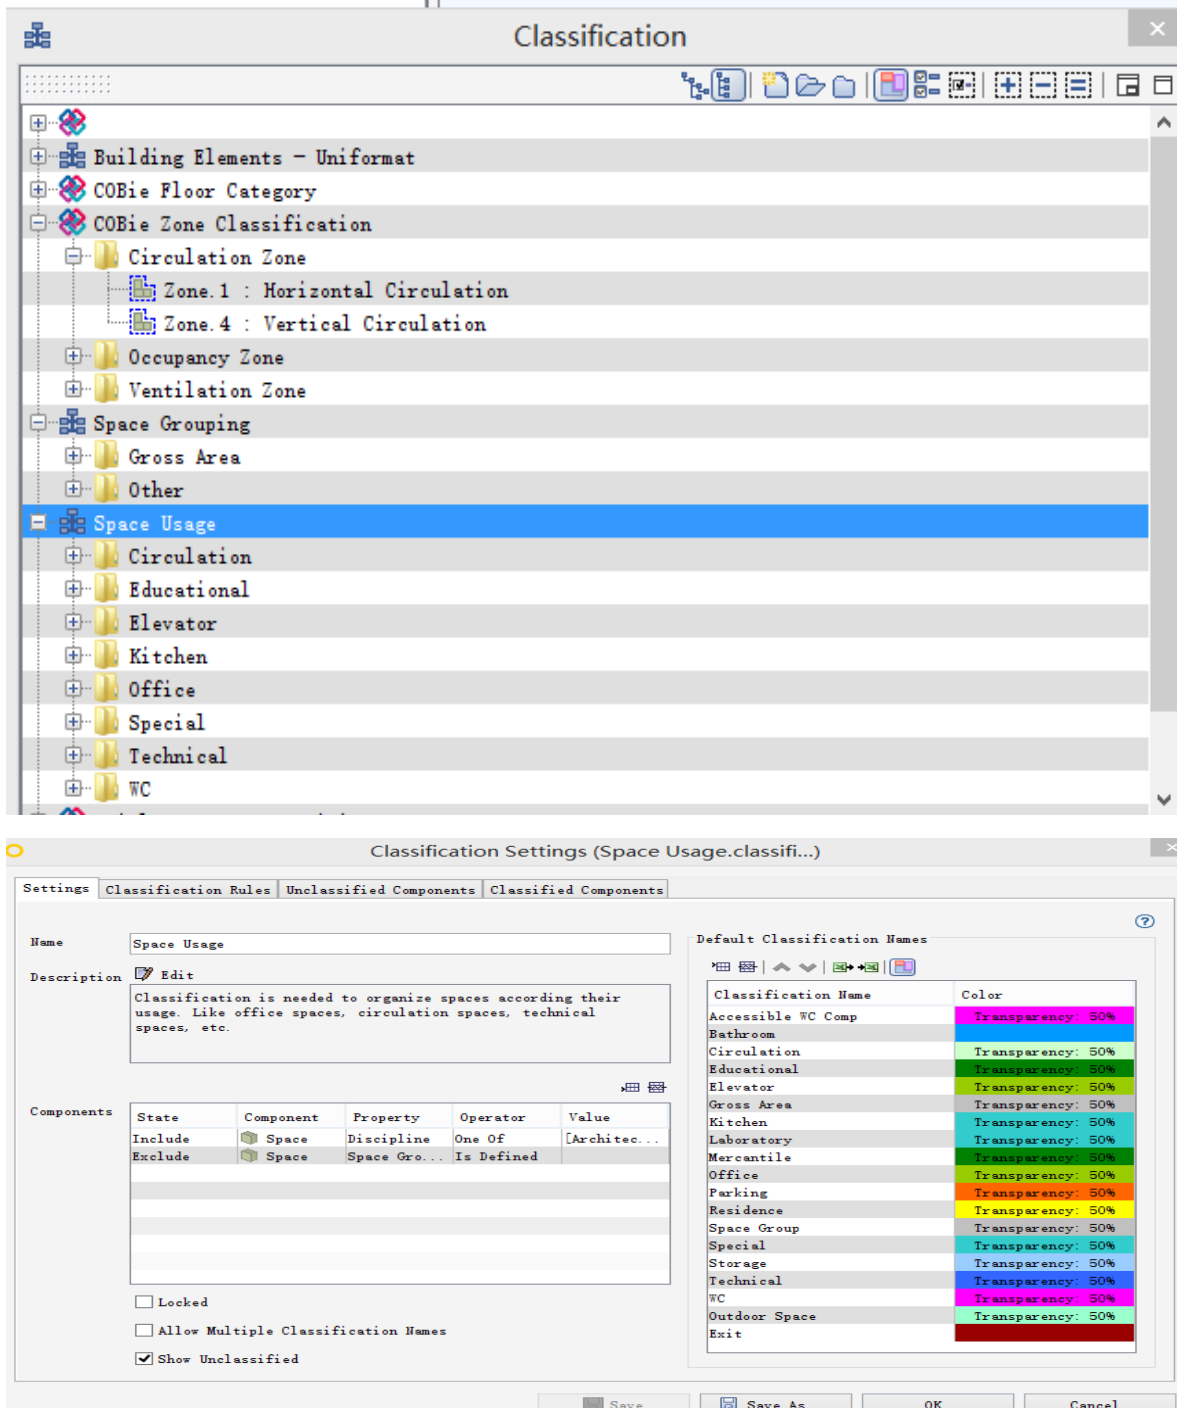 Classification
Building Elements - Uniformat
COBie Floor Category
COBie Zone Classification
Circulation Zone
Zone.1 : Horizontal Circulation
Zone.4 : Vertical Circulation
Occupancy Zone
Ventilation Zone
Space Grouping
Gross Area
Other
Space Usage
Circulation
Educational
Elevator
Kitchen
Office
Special
Technical
WC
Classification Settings (Space Usage.classifi...)
Settings Classification Rules Unclassified Components Classified Components
Name Space Usage
Description Edit
Classification is needed to organize spaces according their
usage. Like office spaces, circulation spaces, technical
spaces, etc.
Components
State Component Property Operator Value
Include Space Discipline One Of [Architec...
Exclude Space Space Gro... Is Defined
Locked
Allow Multiple Classification Names
Show Unclassified
Default Classification Names
Classification Name Color
Accessible WC Comp Transparency: 50%
Bathroom
Circulation Transparency: 50%
Educational Transparency: 50%
Elevator Transparency: 50%
Gross Area Transparency: 50%
Kitchen Transparency: 50%
Laboratory Transparency: 50%
Mercantile Transparency: 50%
Office Transparency: 50%
Parking Transparency: 50%
Residence Transparency: 50%
Space Group Transparency: 50%
Special Transparency: 50%
Storage Transparency: 50%
Technical Transparency: 50%
WC Transparency: 50%
Outdoor Space Transparency: 50%
Exit
Save Save As OK Cancel